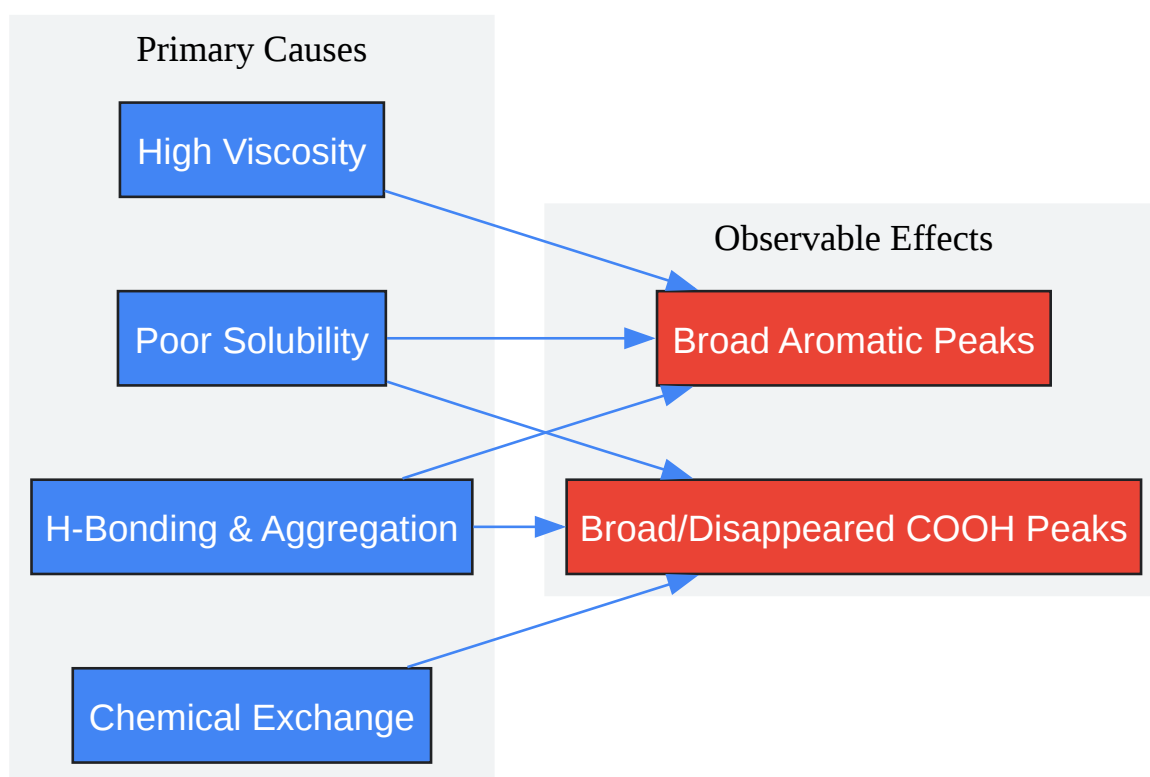 Primary Causes
High Viscosity
Poor Solubility
H-Bonding & Aggregation
Chemical Exchange
Observable Effects
Broad Aromatic Peaks
Broad/Disappeared COOH Peaks